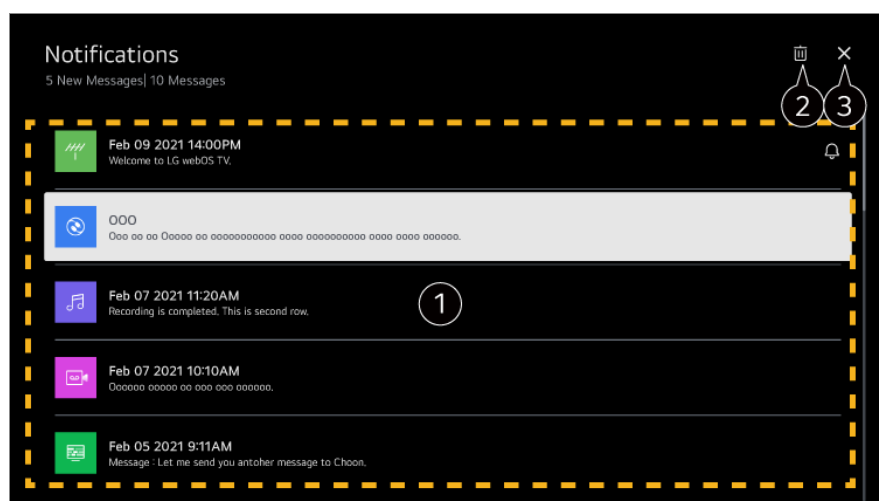 Notifications
5 New Messages| 10 Messages
2 3
Feb 09 2021 14:00PM
Welcome to LG webOS TV.
OOO
Ooo oo oo Ooooo oo ooooooooooo oooo oooooooooo oooo oooo oooooo.
Feb 07 2021 11:20AM
Recording is completed. This is second row.
1
Feb 07 2021 10:10AM
Oooooo ooooo oo ooo ooo oooooo.
Feb 05 2021 9:11AM
Message : Let me send you antoher message to Choon.